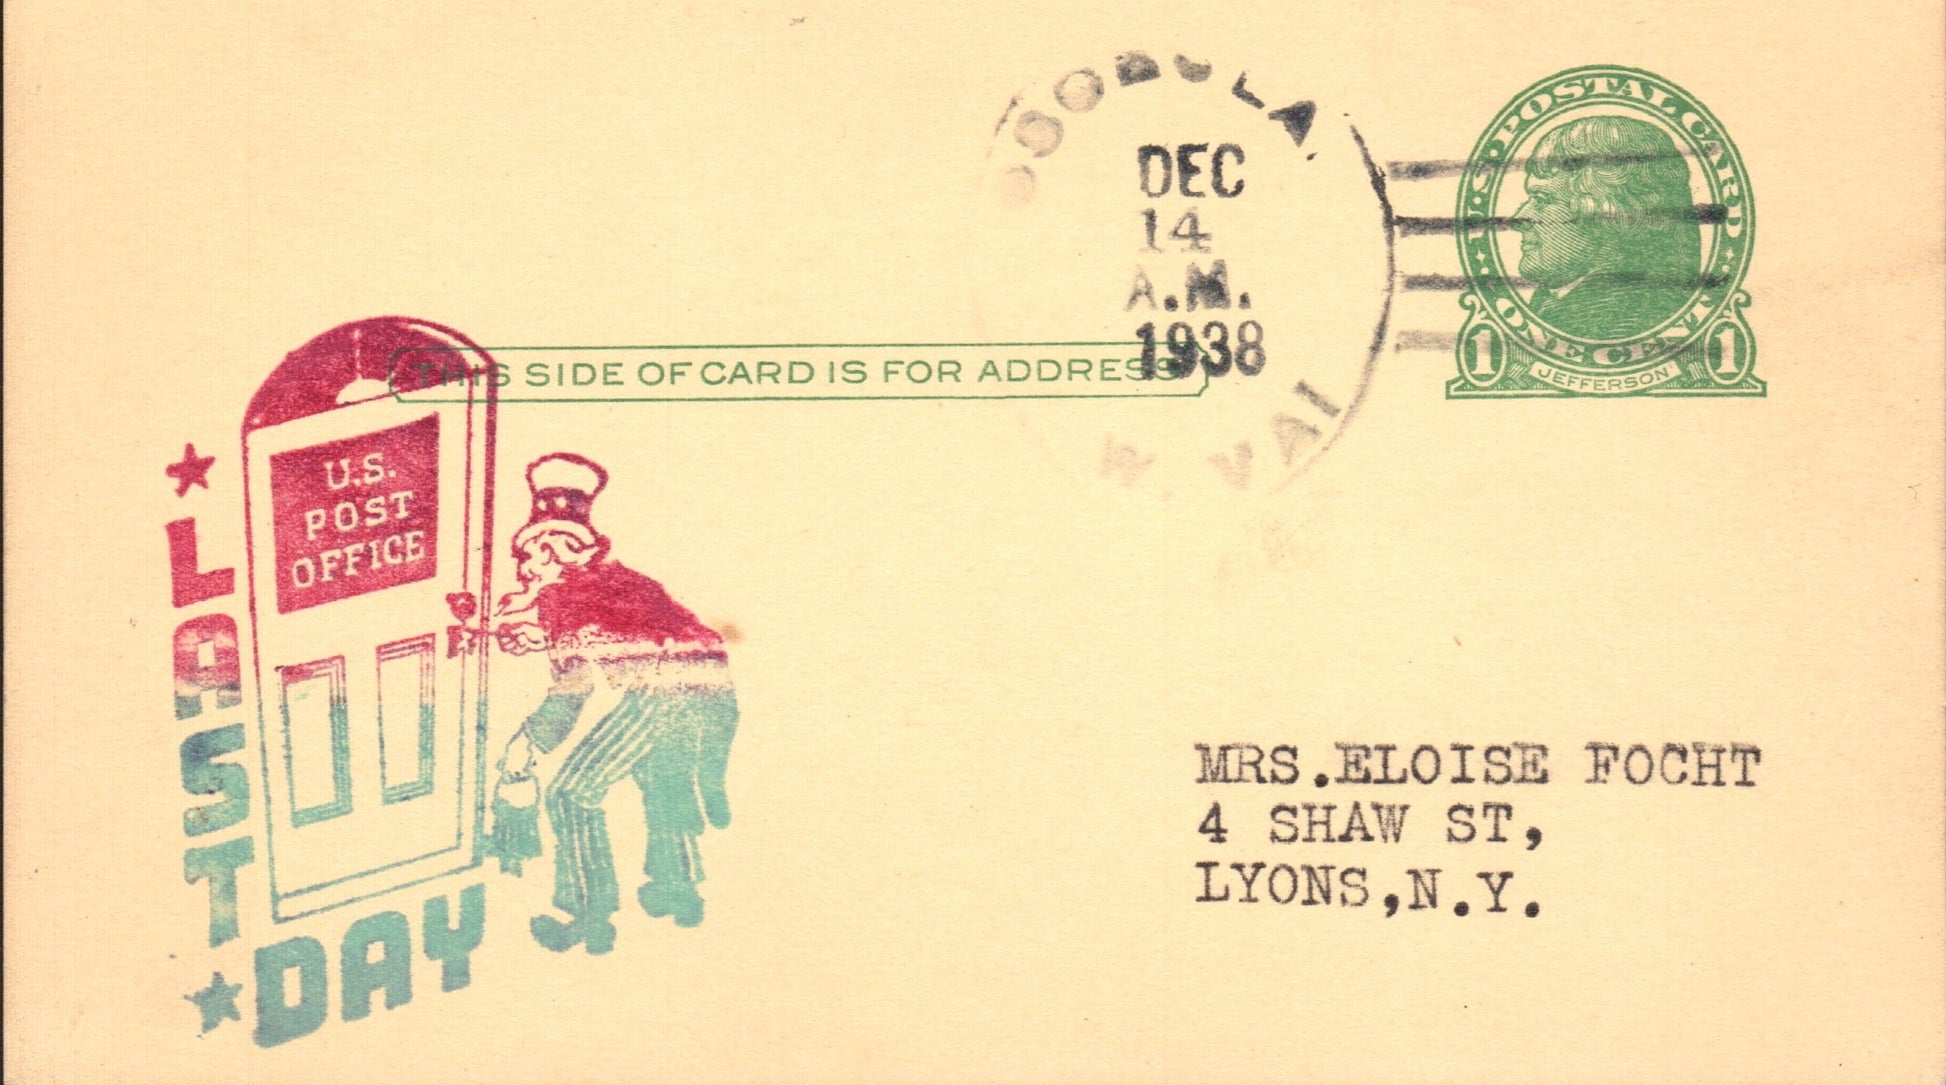 DEC
14
A.M.
1938
W. VA
U.S. POSTAL CARD
1 ONE CENT 1
JEFFERSON
THIS SIDE OF CARD IS FOR ADDRESS
U.S.
POST
OFFICE
LAST
DAY
MRS.ELOISE FOCHT
4 SHAW ST,
LYONS,N.Y.